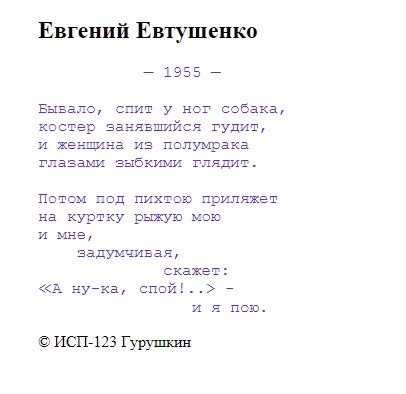 Евгений Евтушенко
— 1955 —
Бывало, спит у ног собака,
костер занявшийся гудит,
и женщина из полумрака
глазами зыбкими глядит.
Потом под пихтою приляжет
на куртку рыжую мою
и мне,
задумчивая,
скажет:
≪А ну-ка, спой!..> -
и я пою.
© ИСП-123 Гурушкин